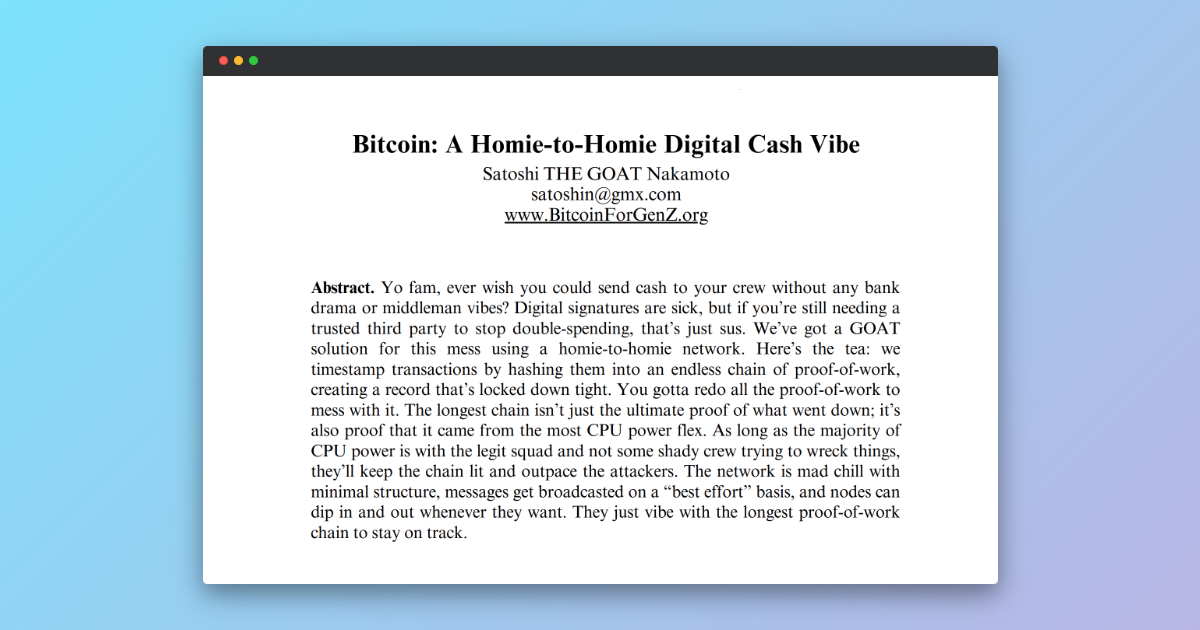 Bitcoin: A Homie-to-Homie Digital Cash Vibe
Satoshi THE GOAT Nakamoto
satoshin@gmx.com
www.BitcoinForGenZ.org
Abstract. Yo fam, ever wish you could send cash to your crew without any bank
drama or middleman vibes? Digital signatures are sick, but if you’re still needing a
trusted third party to stop double-spending, that’s just sus. We’ve got a GOAT
solution for this mess using a homie-to-homie network. Here’s the tea: we
timestamp transactions by hashing them into an endless chain of proof-of-work,
creating a record that’s locked down tight. You gotta redo all the proof-of-work to
mess with it. The longest chain isn’t just the ultimate proof of what went down; it’s
also proof that it came from the most CPU power flex. As long as the majority of
CPU power is with the legit squad and not some shady crew trying to wreck things,
they’ll keep the chain lit and outpace the attackers. The network is mad chill with
minimal structure, messages get broadcasted on a “best effort” basis, and nodes can
dip in and out whenever they want. They just vibe with the longest proof-of-work
chain to stay on track.